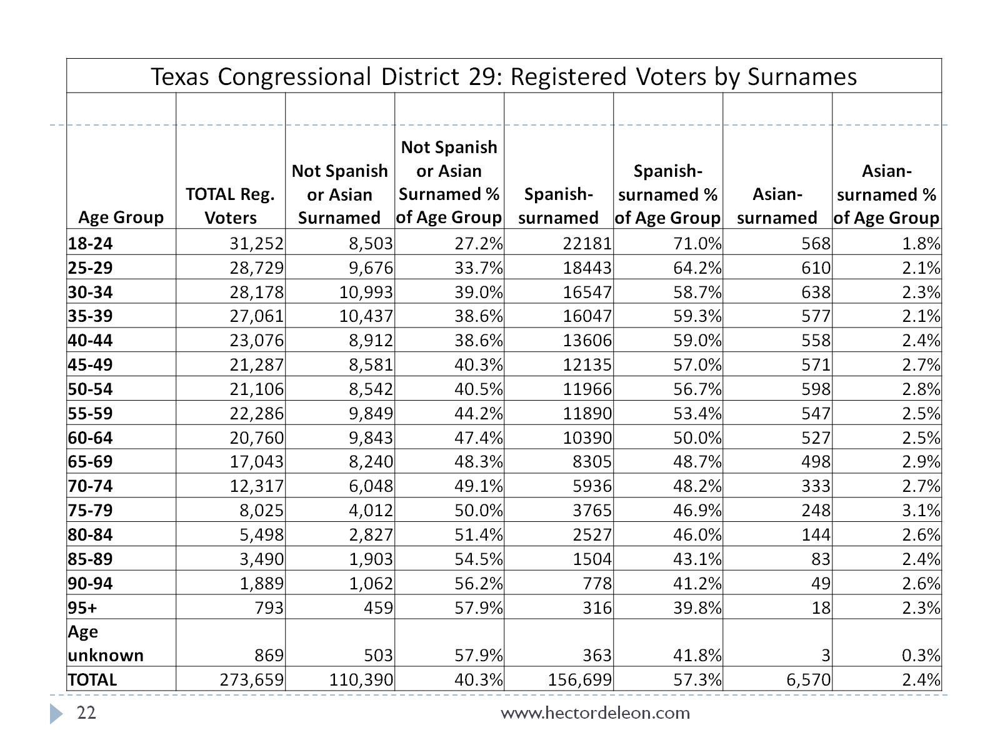 Texas Congressional District 29: Registered Voters by Surnames
Age Group TOTAL Reg. Voters Not Spanish or Asian Surnamed Not Spanish or Asian Surnamed % of Age Group Spanish-surnamed Spanish-surnamed % of Age Group Asian-surnamed Asian-surnamed % of Age Group
18-24 31,252 8,503 27.2% 22181 71.0% 568 1.8%
25-29 28,729 9,676 33.7% 18443 64.2% 610 2.1%
30-34 28,178 10,993 39.0% 16547 58.7% 638 2.3%
35-39 27,061 10,437 38.6% 16047 59.3% 577 2.1%
40-44 23,076 8,912 38.6% 13606 59.0% 558 2.4%
45-49 21,287 8,581 40.3% 12135 57.0% 571 2.7%
50-54 21,106 8,542 40.5% 11966 56.7% 598 2.8%
55-59 22,286 9,849 44.2% 11890 53.4% 547 2.5%
60-64 20,760 9,843 47.4% 10390 50.0% 527 2.5%
65-69 17,043 8,240 48.3% 8305 48.7% 498 2.9%
70-74 12,317 6,048 49.1% 5936 48.2% 333 2.7%
75-79 8,025 4,012 50.0% 3765 46.9% 248 3.1%
80-84 5,498 2,827 51.4% 2527 46.0% 144 2.6%
85-89 3,490 1,903 54.5% 1504 43.1% 83 2.4%
90-94 1,889 1,062 56.2% 778 41.2% 49 2.6%
95+ 793 459 57.9% 316 39.8% 18 2.3%
Age
unknown 869 503 57.9% 363 41.8% 3 0.3%
TOTAL 273,659 110,390 40.3% 156,699 57.3% 6,570 2.4%
22 www.hectordeleon.com